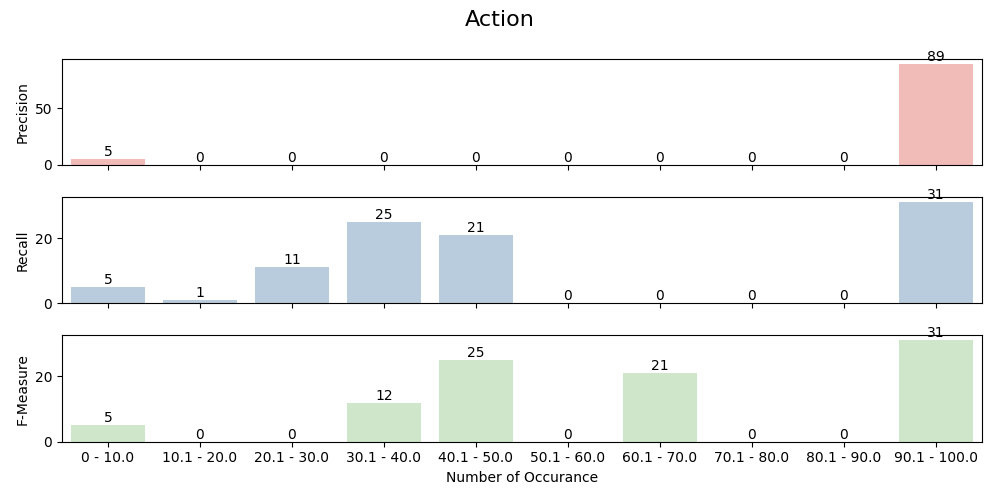 Action
Precision
50
0
5 0 0 0 0 0 0 0 0 89
Recall
20
0
5 1 11 25 21 0 0 0 0 31
F-Measure
20
0
5 0 0 12 25 0 21 0 0 31
0 - 10.0 10.1 - 20.0 20.1 - 30.0 30.1 - 40.0 40.1 - 50.0 50.1 - 60.0 60.1 - 70.0 70.1 - 80.0 80.1 - 90.0 90.1 - 100.0
Number of Occurance